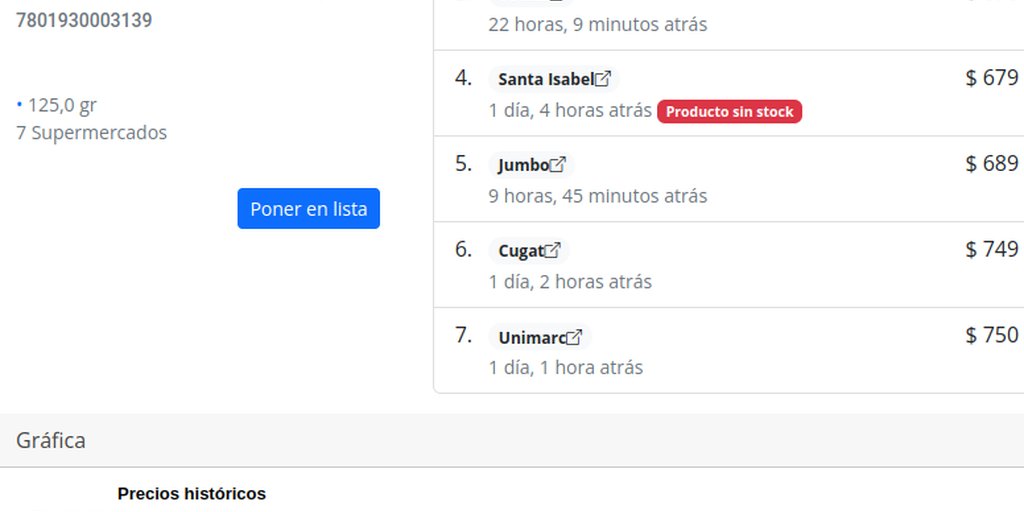 7801930003139
• 125,0 gr
7 Supermercados
Poner en lista
22 horas, 9 minutos atrás
4. Santa Isabel $ 679
1 día, 4 horas atrás Producto sin stock
5. Jumbo $ 689
9 horas, 45 minutos atrás
6. Cugat $ 749
1 día, 2 horas atrás
7. Unimarc $ 750
1 día, 1 hora atrás
Gráfica
Precios históricos